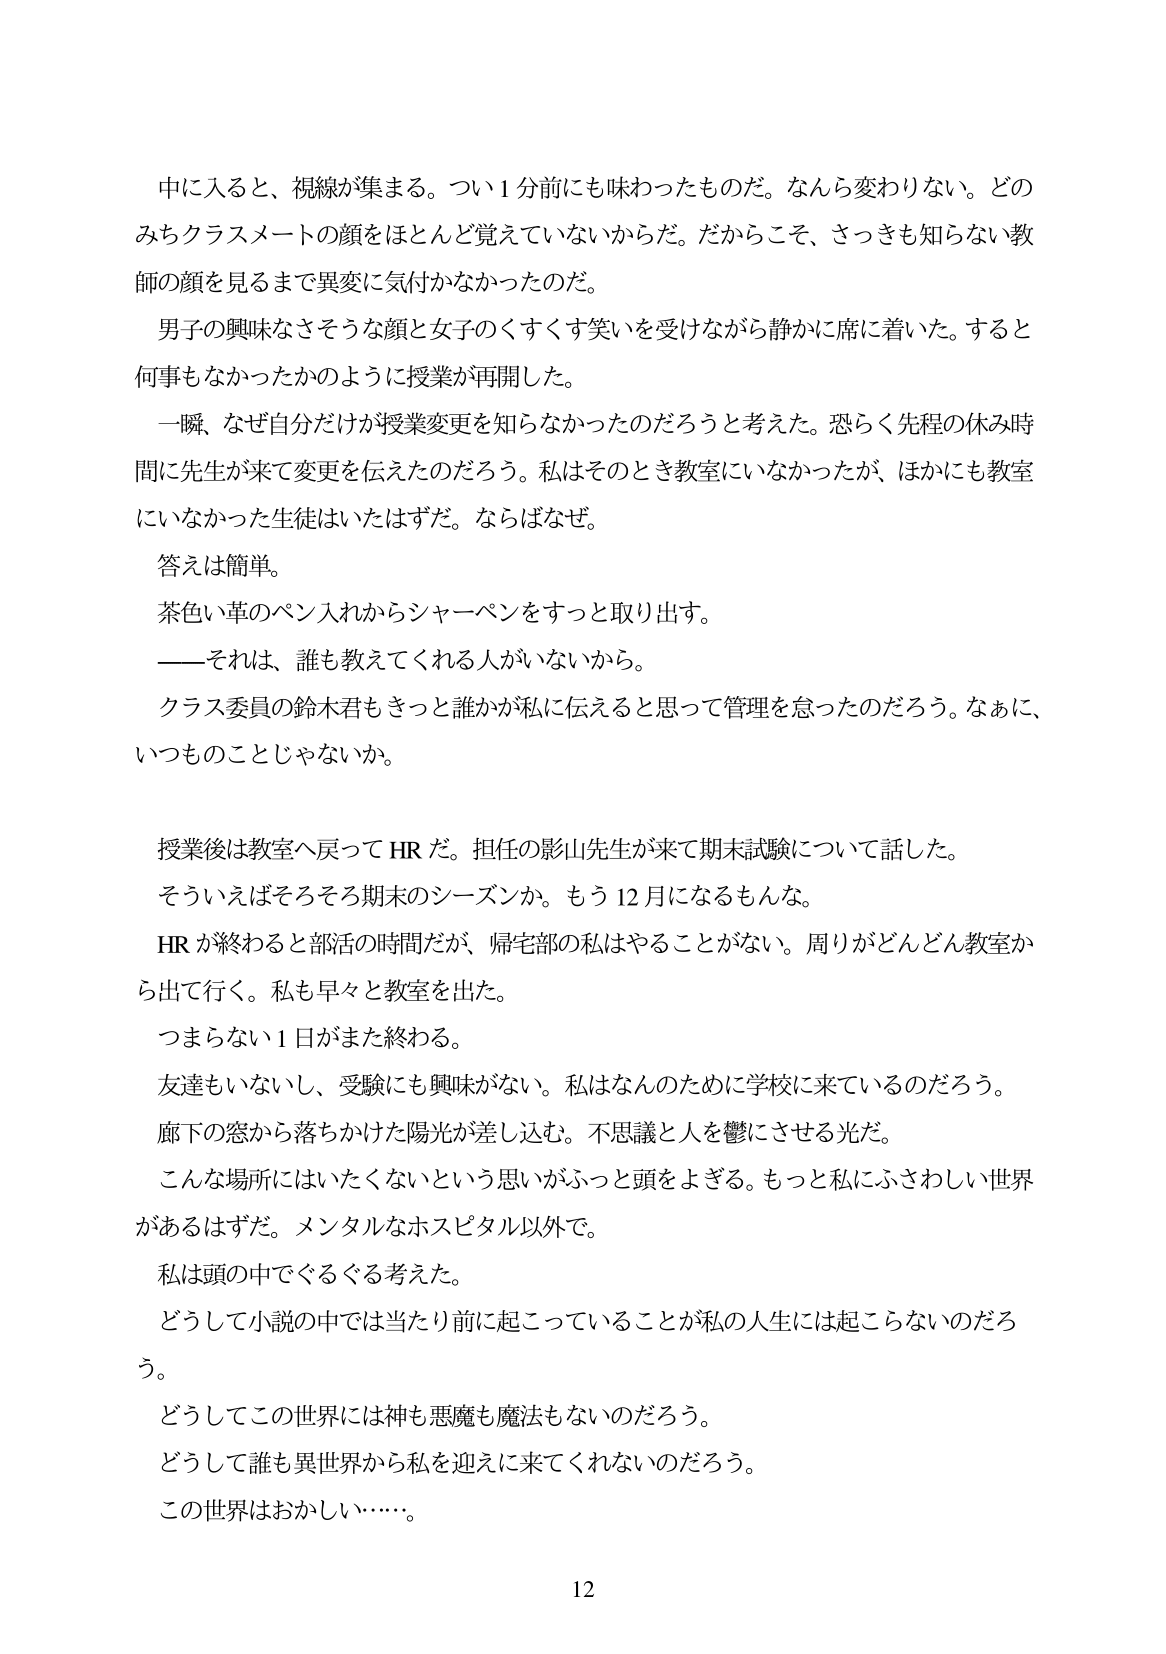 中に入ると、視線が集まる。つい1分前にも味わったものだ。なんら変わりない。どの
みちクラスメートの顔をほとんど覚えていないからだ。だからこそ、さっきも知らない教
師の顔を見るまで異変に気付かなかったのだ。
男子の興味なさそうな顔と女子のくすくす笑いを受けながら静かに席に着いた。すると
何事もなかったかのように授業が再開した。
一瞬、なぜ自分だけが授業変更を知らなかったのだろうと考えた。恐らく先程の休み時
間に先生が来て変更を伝えたのだろう。私はそのとき教室にいなかったが、ほかにも教室
にいなかった生徒はいたはずだ。ならばなぜ。
答えは簡単。
茶色い革のペン入れからシャーペンをすっと取り出す。
――それは、誰も教えてくれる人がいないから。
クラス委員の鈴木君もきっと誰かが私に伝えると思って管理を怠ったのだろう。なぁに、
いつものことじゃないか。
授業後は教室へ戻って HR だ。担任の影山先生が来て期末試験について話した。
そういえばそろそろ期末のシーズンか。もう 12 月になるもんな。
HR が終わると部活の時間だが、帰宅部の私はやることがない。周りがどんどん教室か
ら出て行く。私も早々と教室を出た。
つまらない1日がまた終わる。
友達もいないし、受験にも興味がない。私はなんのために学校に来ているのだろう。
廊下の窓から落ちかけた陽光が差し込む。不思議と人を鬱にさせる光だ。
こんな場所にはいたくないという思いがふっと頭をよぎる。もっと私にふさわしい世界
があるはずだ。メンタルなホスピタル以外で。
私は頭の中でぐるぐる考えた。
どうして小説の中では当たり前に起こっていることが私の人生には起こらないのだろ
う。
どうしてこの世界には神も悪魔も魔法もないのだろう。
どうして誰も異世界から私を迎えに来てくれないのだろう。
この世界はおかしい……。
12